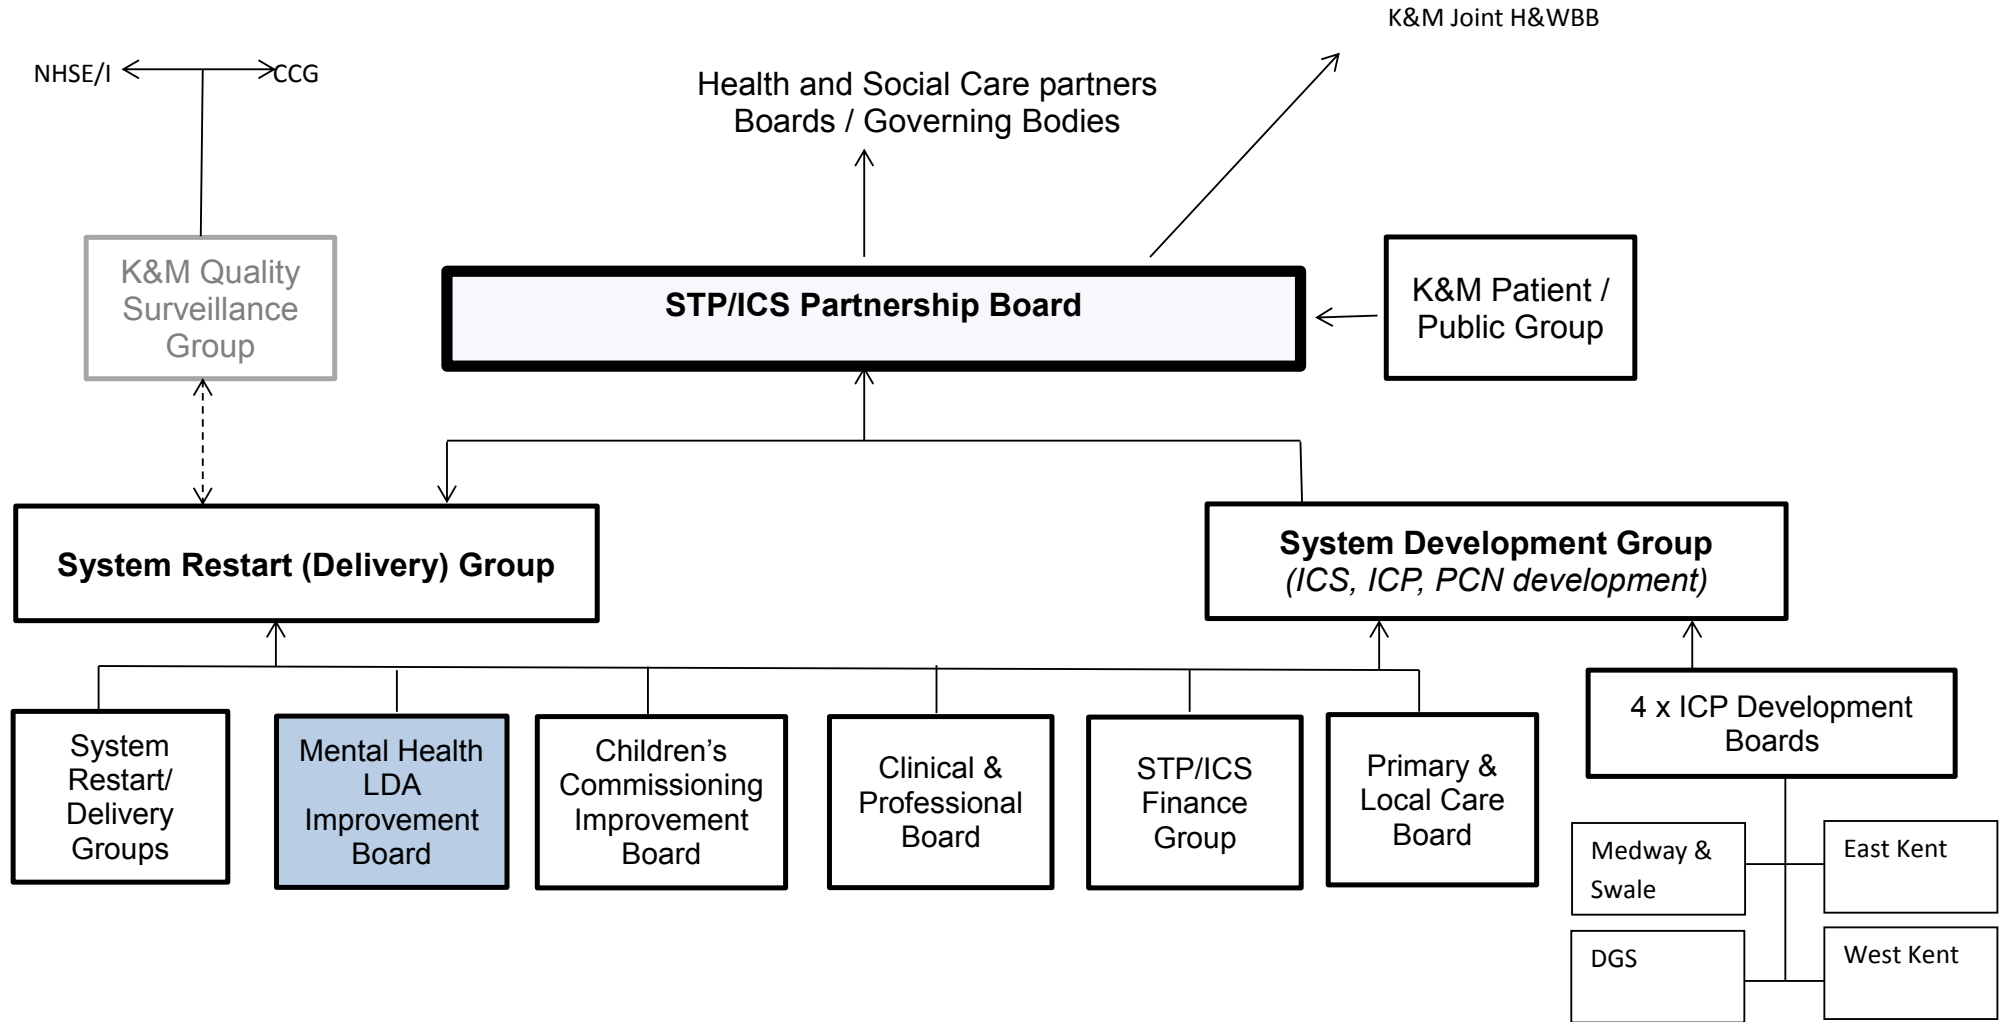 K&M Joint H&WBB
NHSE/I
CCG
Health and Social Care partners
Boards / Governing Bodies
K&M Quality
Surveillance
Group
STP/ICS Partnership Board
K&M Patient /
Public Group
System Restart (Delivery) Group
System Development Group
(ICS, ICP, PCN development)
System
Restart/
Delivery
Groups
Mental Health
LDA
Improvement
Board
Children’s
Commissioning
Improvement
Board
Clinical &
Professional
Board
STP/ICS
Finance
Group
Primary &
Local Care
Board
4 x ICP Development
Boards
Medway &
Swale
East Kent
DGS
West Kent